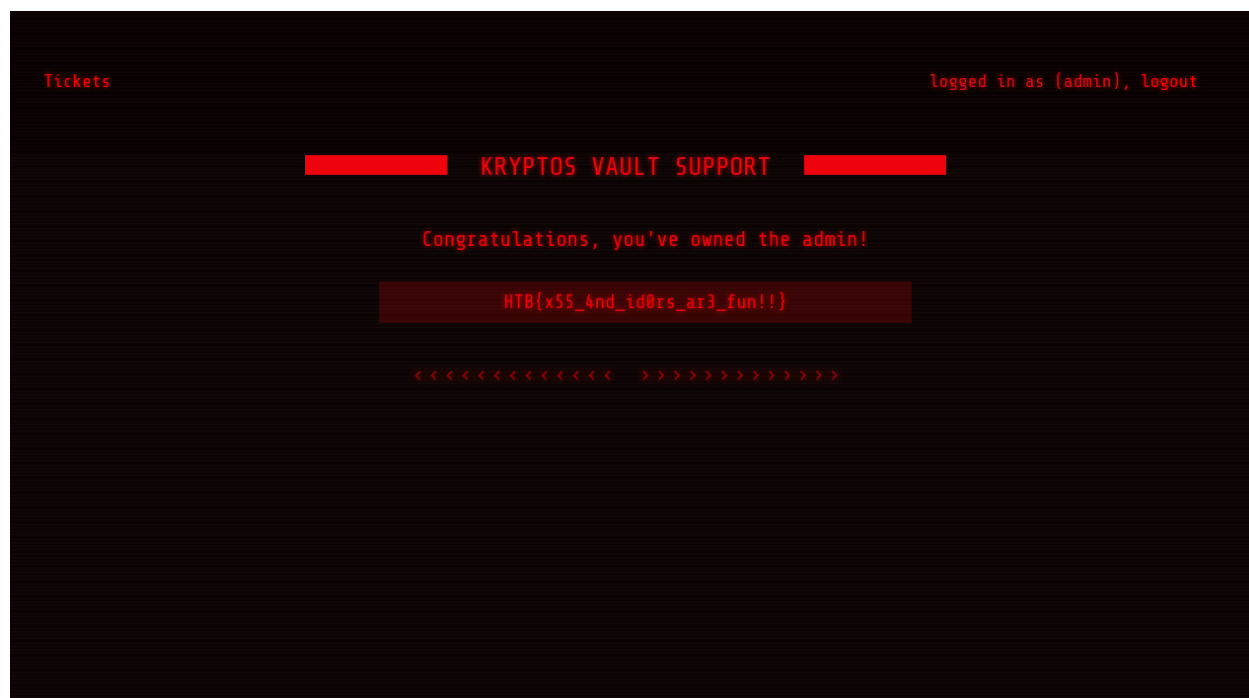 Tickets
logged in as (admin), logout
KRYPTOS VAULT SUPPORT
Congratulations, you've owned the admin!
HTB{x55_4nd_id0rs_ar3_fun!!}
<<<<<<<<<<<<< >>>>>>>>>>>>>